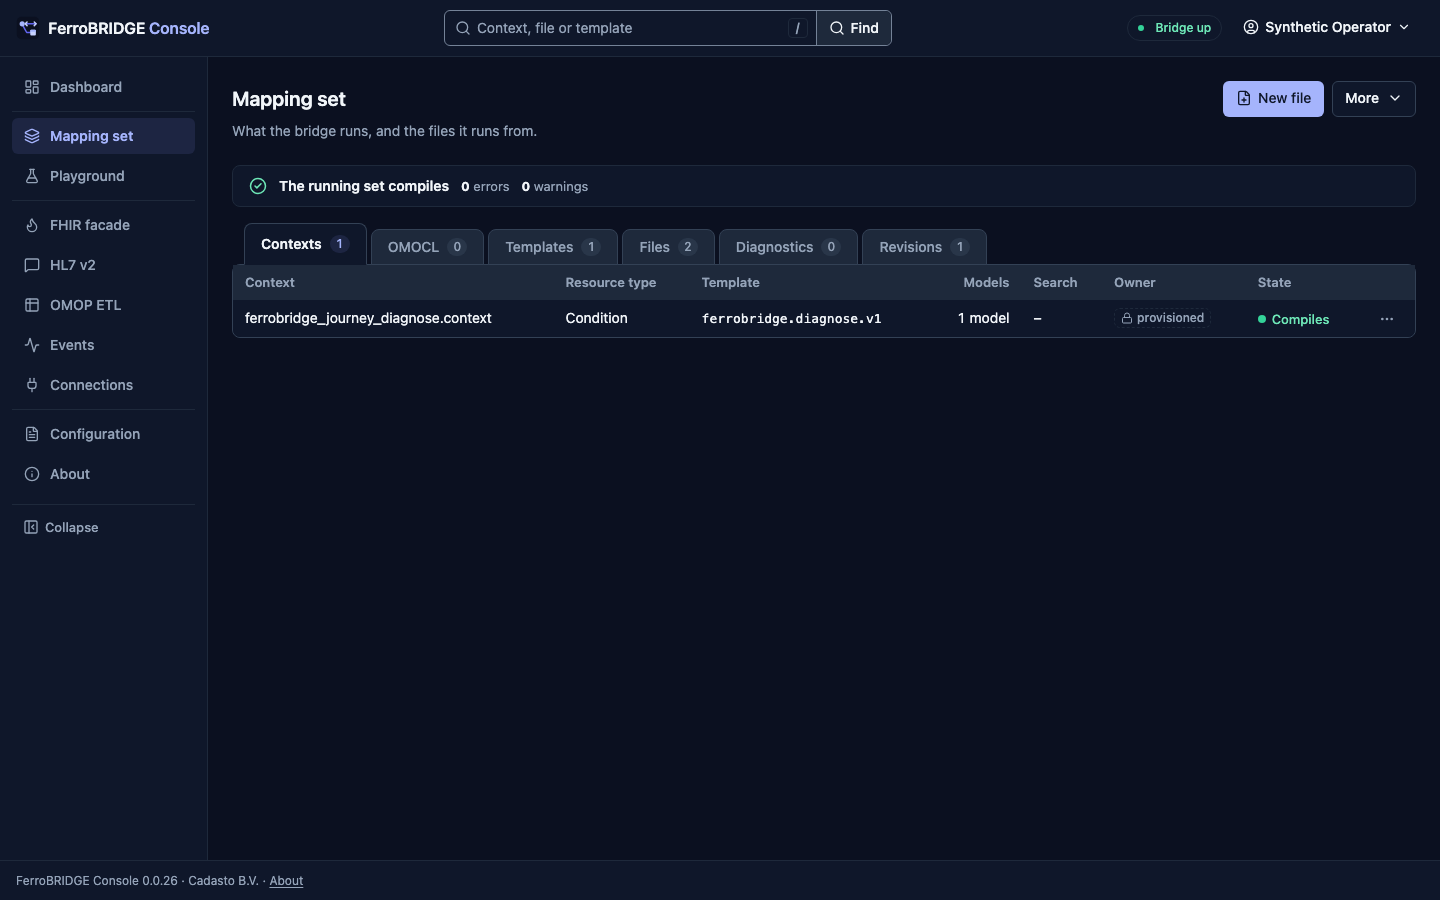 FerroBRIDGE Console
Context, file or template
/
Find
Bridge up
Synthetic Operator
Dashboard
Mapping set
Playground
FHIR facade
HL7 v2
OMOP ETL
Events
Connections
Configuration
About
Collapse
Mapping set
What the bridge runs, and the files it runs from.
New file
More
The running set compiles 0 errors 0 warnings
Contexts 1
OMOCL 0
Templates 1
Files 2
Diagnostics 0
Revisions 1
Context Resource type Template Models Search Owner State
ferrobridge_journey_diagnose.context Condition ferrobridge.diagnose.v1 1 model – provisioned Compiles ...
FerroBRIDGE Console 0.0.26 · Cadasto B.V. · About